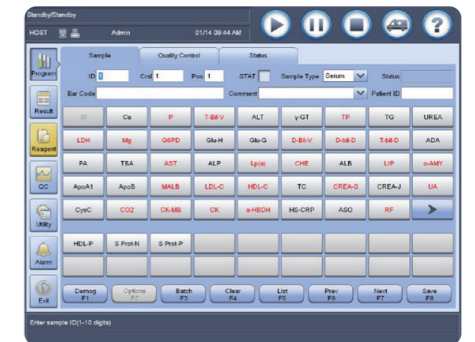 Standby/Standby
HOST Admin 01/14 09:44 AM
Sample Quality Control Status
Program
ID 1 Crsl 1 Pos 1 STAT Sample Type Serum Status
Bar Code Comment Patient ID
Result
Ca P T-Bil-V ALT γ-GT TP TG UREA
LDH Mg G6PD Glu-H Glu-G D-Bil-V D-bil-D T-bil-D ADA
Reagent
PA TBA AST ALP Lp(a) CHE ALB LIP α-AMY
QC
ApoA1 ApoB MALB LDL-C HDL-C TC CREA-S CREA-J UA
CysC CO2 CK-MB CK α-HBDH HS-CRP ASO RF
Utility
HDL-P S Prot-N S Prot-P
Alarm
Demog Options Batch Clear List Prev Next Save
F1 F2 F3 F4 F5 F6 F7 F8
Exit
Enter sample ID(1-10 digits)